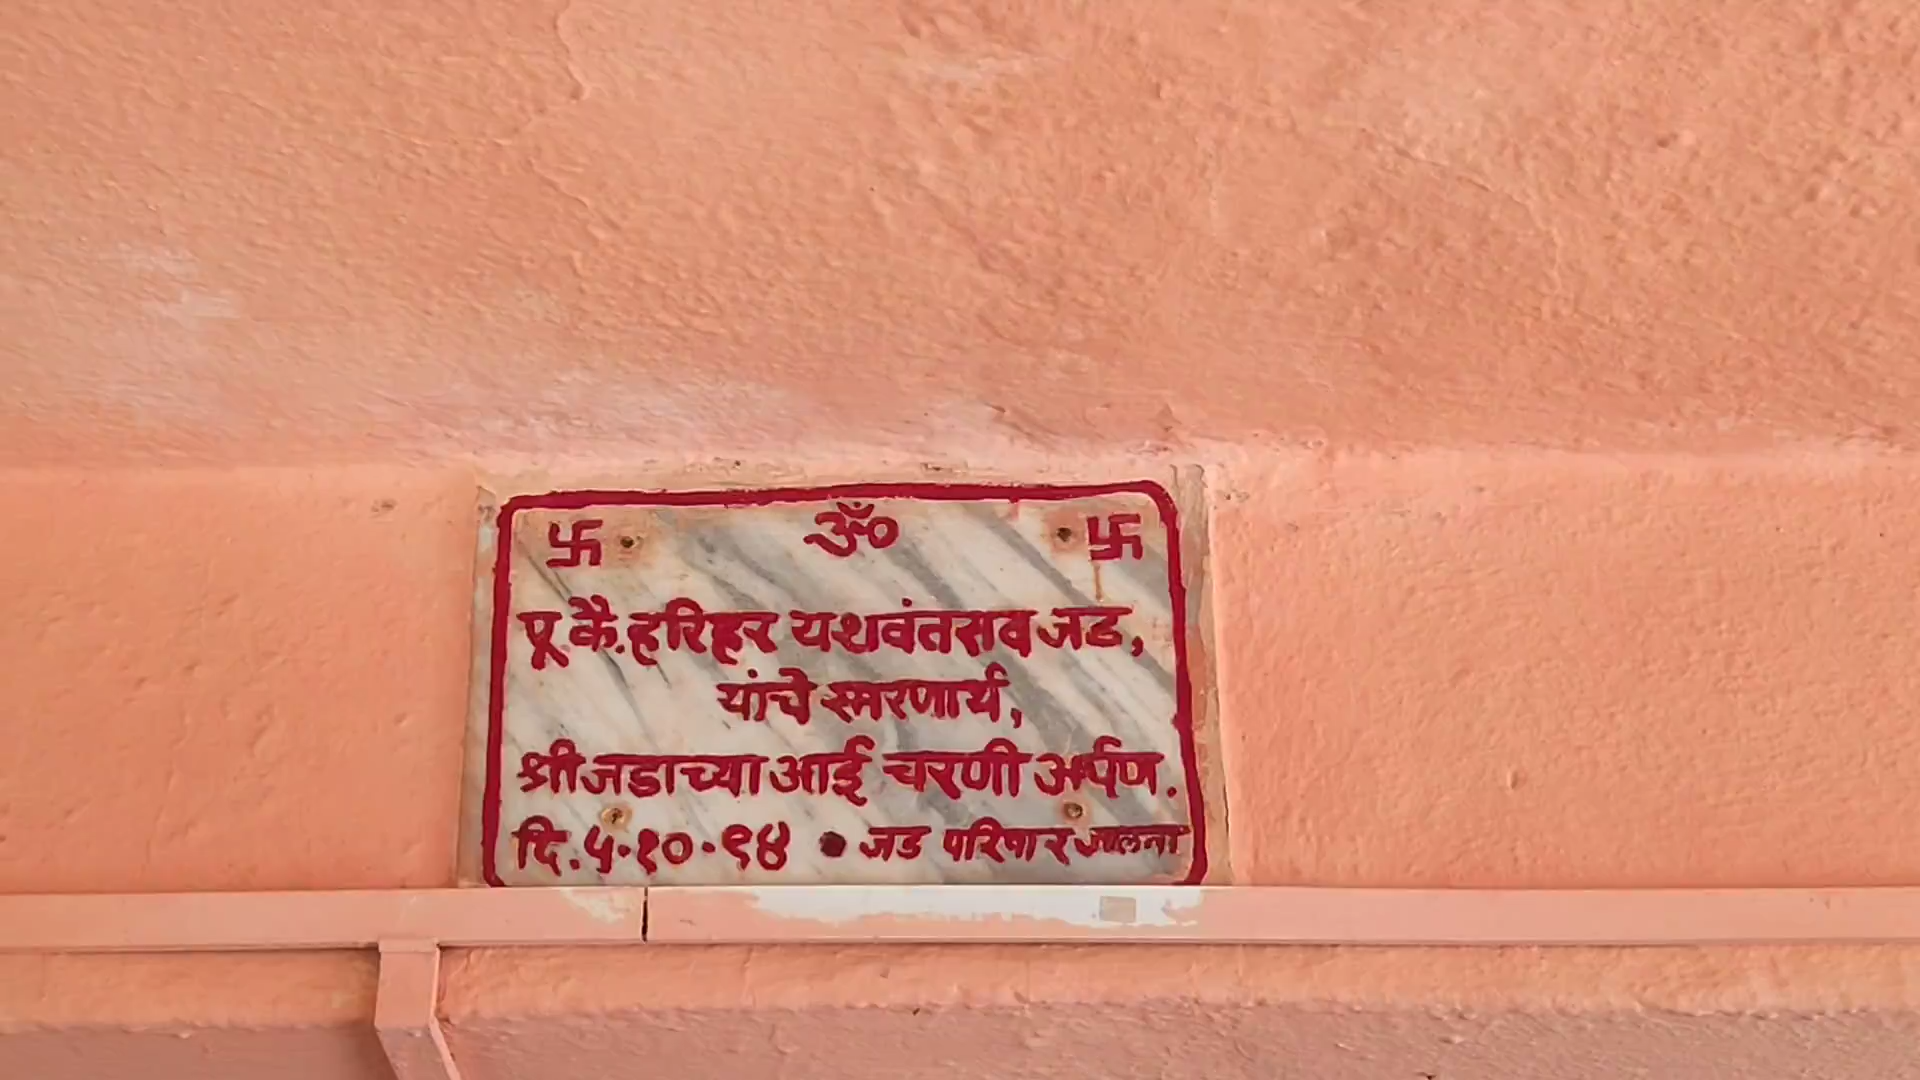 卐 ॐ 卐
पू.कै.हरिहर यशवंतराव जड,
यांचे स्मरणार्थ,
श्री जडाच्या आई चरणी अर्पण.
दि.५.१०.९४ • जड परिवार जालना